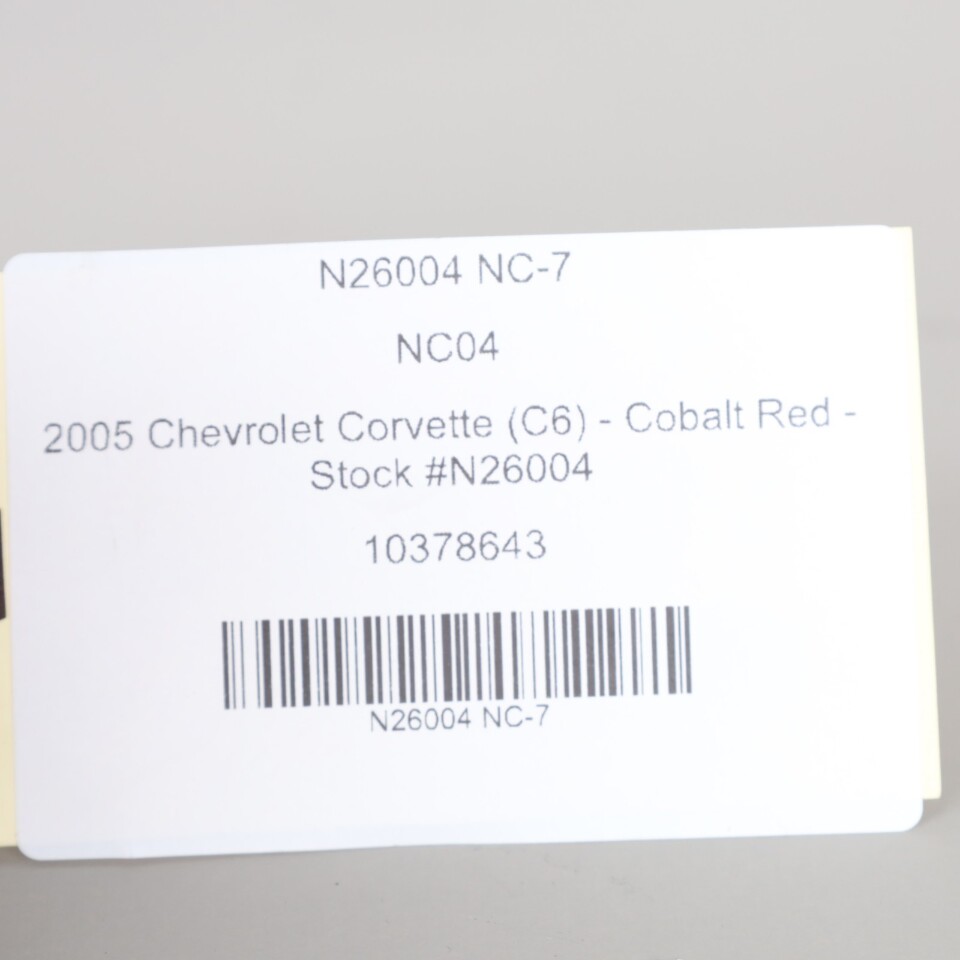 N26004 NC-7
NC04
2005 Chevrolet Corvette (C6) - Cobalt Red -
Stock #N26004
10378643
N26004 NC-7